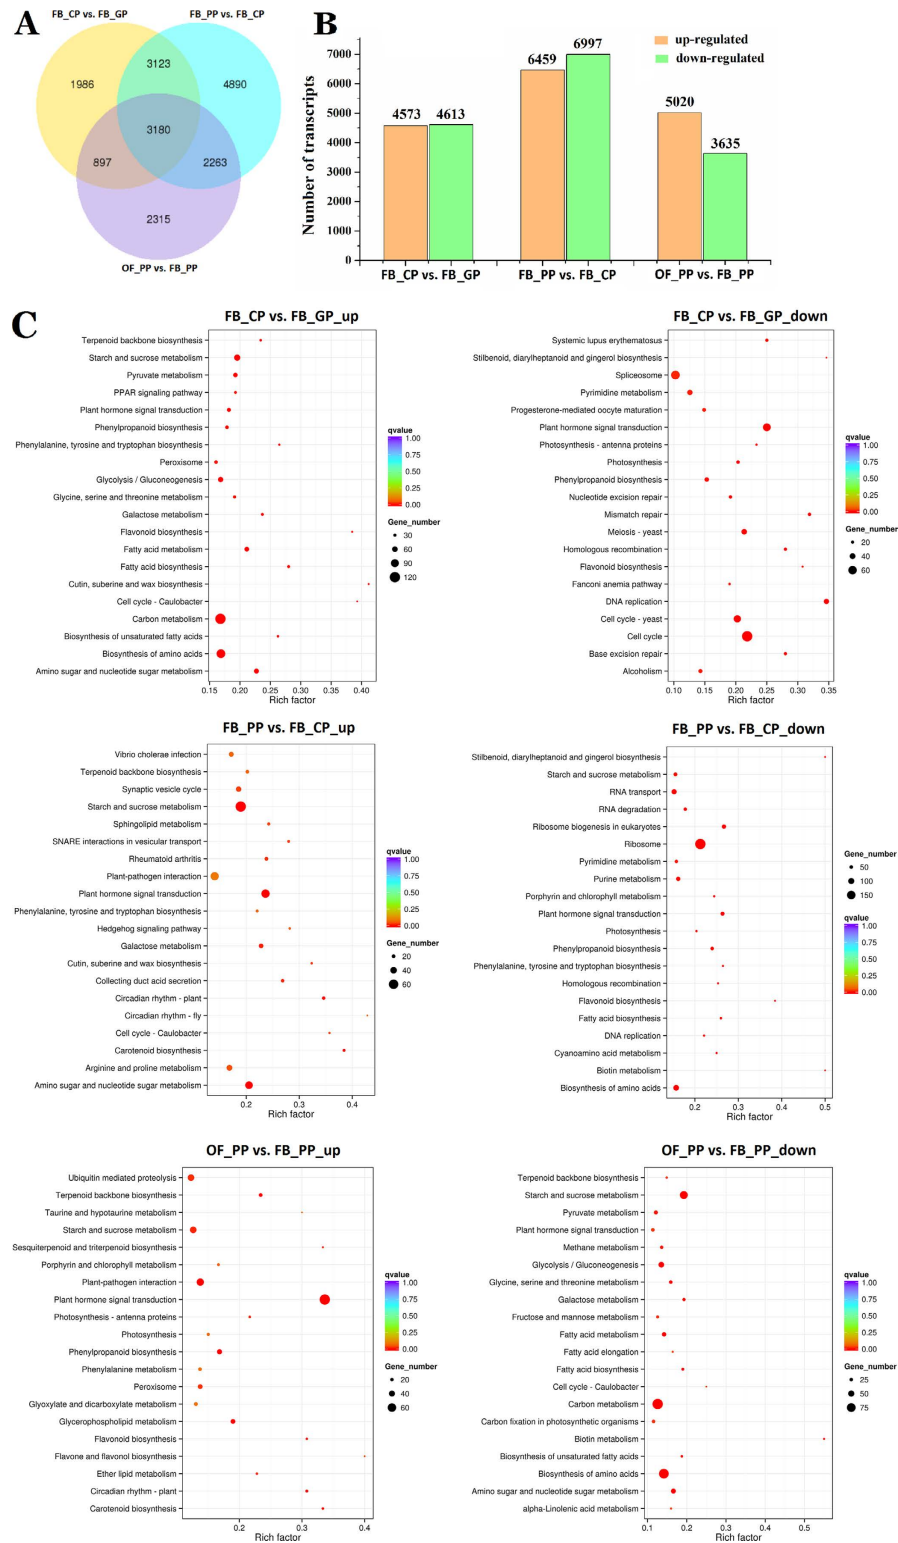 A
FB_CP vs. FB_GP
FB_PP vs. FB_CP
1986
3123
4890
3180
897
2263
2315
OF_PP vs. FB_PP
B
Number of transcripts
7000
6000
5000
4000
3000
2000
1000
0
4573
4613
6459
6997
5020
3635
up-regulated
down-regulated
FB_CP vs. FB_GP
FB_PP vs. FB_CP
OF_PP vs. FB_PP
C
FB_CP vs. FB_GP_up
Terpenoid backbone biosynthesis
Starch and sucrose metabolism
Pyruvate metabolism
PPAR signaling pathway
Plant hormone signal transduction
Phenylpropanoid biosynthesis
Phenylalanine, tyrosine and tryptophan biosynthesis
Peroxisome
Glycolysis / Gluconeogenesis
Glycine, serine and threonine metabolism
Galactose metabolism
Flavonoid biosynthesis
Fatty acid metabolism
Fatty acid biosynthesis
Cutin, suberine and wax biosynthesis
Cell cycle - Caulobacter
Carbon metabolism
Biosynthesis of unsaturated fatty acids
Biosynthesis of amino acids
Amino sugar and nucleotide sugar metabolism
0.15 0.20 0.25 0.30 0.35 0.40
Rich factor
qvalue
1.00
0.75
0.50
0.25
0.00
Gene_number
30
60
90
120
FB_CP vs. FB_GP_down
Systemic lupus erythematosus
Stilbenoid, diarylheptanoid and gingerol biosynthesis
Spliceosome
Pyrimidine metabolism
Progesterone-mediated oocyte maturation
Plant hormone signal transduction
Photosynthesis - antenna proteins
Photosynthesis
Phenylpropanoid biosynthesis
Nucleotide excision repair
Mismatch repair
Meiosis - yeast
Homologous recombination
Flavonoid biosynthesis
Fanconi anemia pathway
DNA replication
Cell cycle - yeast
Cell cycle
Base excision repair
Alcoholism
0.10 0.15 0.20 0.25 0.30 0.35
Rich factor
qvalue
1.00
0.75
0.50
0.25
0.00
Gene_number
20
40
60
FB_PP vs. FB_CP_up
Vibrio cholerae infection
Terpenoid backbone biosynthesis
Synaptic vesicle cycle
Starch and sucrose metabolism
Sphingolipid metabolism
SNARE interactions in vesicular transport
Rheumatoid arthritis
Plant-pathogen interaction
Plant hormone signal transduction
Phenylalanine, tyrosine and tryptophan biosynthesis
Hedgehog signaling pathway
Galactose metabolism
Cutin, suberine and wax biosynthesis
Collecting duct acid secretion
Circadian rhythm - plant
Circadian rhythm - fly
Cell cycle - Caulobacter
Carotenoid biosynthesis
Arginine and proline metabolism
Amino sugar and nucleotide sugar metabolism
0.2 0.3 0.4
Rich factor
qvalue
1.00
0.75
0.50
0.25
0.00
Gene_number
20
40
60
FB_PP vs. FB_CP_down
Stilbenoid, diarylheptanoid and gingerol biosynthesis
Starch and sucrose metabolism
RNA transport
RNA degradation
Ribosome biogenesis in eukaryotes
Ribosome
Pyrimidine metabolism
Purine metabolism
Porphyrin and chlorophyll metabolism
Plant hormone signal transduction
Photosynthesis
Phenylpropanoid biosynthesis
Phenylalanine, tyrosine and tryptophan biosynthesis
Homologous recombination
Flavonoid biosynthesis
Fatty acid biosynthesis
DNA replication
Cyanoamino acid metabolism
Biotin metabolism
Biosynthesis of amino acids
0.2 0.3 0.4 0.5
Rich factor
Gene_number
50
100
150
qvalue
1.00
0.75
0.50
0.25
0.00
OF_PP vs. FB_PP_up
Ubiquitin mediated proteolysis
Terpenoid backbone biosynthesis
Taurine and hypotaurine metabolism
Starch and sucrose metabolism
Sesquiterpenoid and triterpenoid biosynthesis
Porphyrin and chlorophyll metabolism
Plant-pathogen interaction
Plant hormone signal transduction
Photosynthesis - antenna proteins
Photosynthesis
Phenylpropanoid biosynthesis
Phenylalanine metabolism
Peroxisome
Glyoxylate and dicarboxylate metabolism
Glycerophospholipid metabolism
Flavonoid biosynthesis
Flavone and flavonol biosynthesis
Ether lipid metabolism
Circadian rhythm - plant
Carotenoid biosynthesis
0.2 0.3 0.4
Rich factor
qvalue
1.00
0.75
0.50
0.25
0.00
Gene_number
20
40
60
OF_PP vs. FB_PP_down
Terpenoid backbone biosynthesis
Starch and sucrose metabolism
Pyruvate metabolism
Plant hormone signal transduction
Methane metabolism
Glycolysis / Gluconeogenesis
Glycine, serine and threonine metabolism
Galactose metabolism
Fructose and mannose metabolism
Fatty acid metabolism
Fatty acid elongation
Fatty acid biosynthesis
Cell cycle - Caulobacter
Carbon metabolism
Carbon fixation in photosynthetic organisms
Biotin metabolism
Biosynthesis of unsaturated fatty acids
Biosynthesis of amino acids
Amino sugar and nucleotide sugar metabolism
alpha-Linolenic acid metabolism
0.1 0.2 0.3 0.4 0.5
Rich factor
qvalue
1.00
0.75
0.50
0.25
0.00
Gene_number
25
50
75